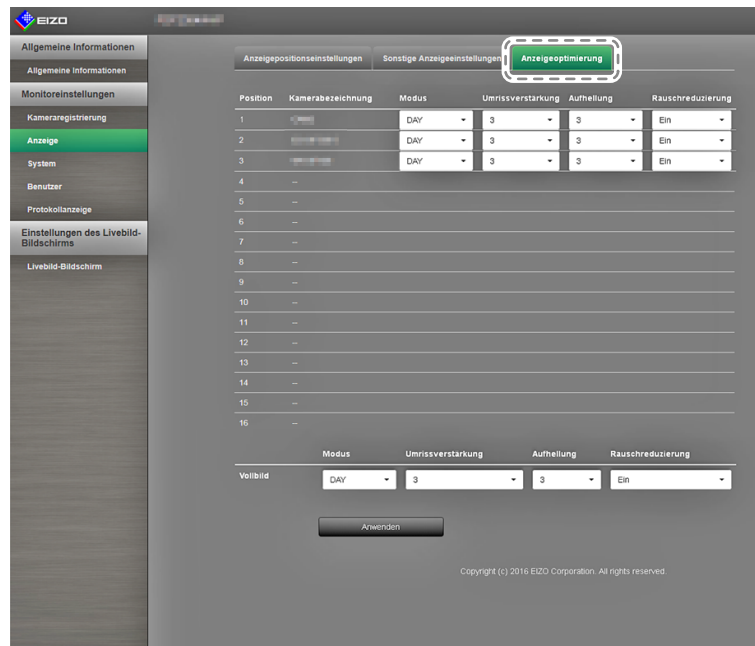 EIZO
Allgemeine Informationen
Allgemeine Informationen
Monitoreinstellungen
Kameraregistrierung
Anzeige
System
Benutzer
Protokollanzeige
Einstellungen des Livebild-
Bildschirms
Livebild-Bildschirm
Anzeigepositionseinstellungen Sonstige Anzeigeeinstellungen Anzeigeoptimierung
Position Kamerabezeichnung Modus Umrissverstärkung Aufhellung Rauschreduzierung
1 DAY 3 3 Ein
2 DAY 3 3 Ein
3 DAY 3 3 Ein
4 --
5 --
6 --
7 --
8 --
9 --
10 --
11 --
12 --
13 --
14 --
15 --
16 --
Modus Umrissverstärkung Aufhellung Rauschreduzierung
Vollbild DAY 3 3 Ein
Anwenden
Copyright (c) 2016 EIZO Corporation. All rights reserved.